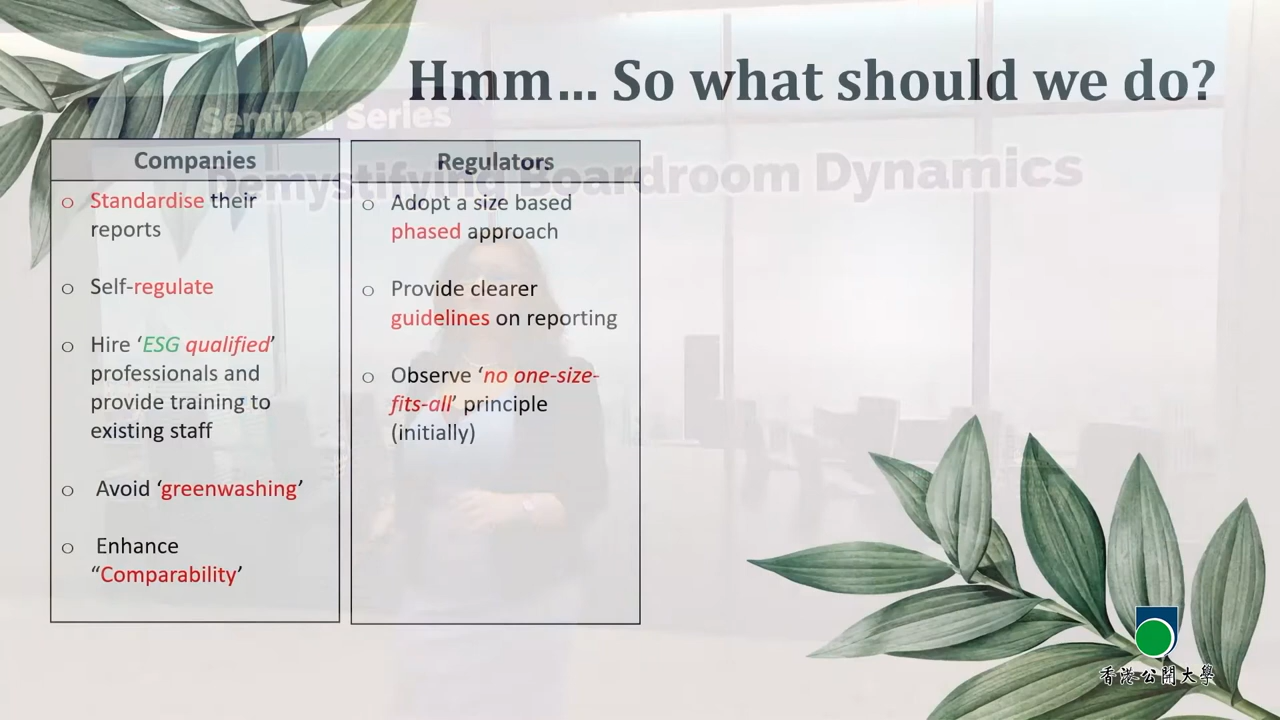 Hmm... So what should we do?
Seminar Series
Demystifying Boardroom Dynamics
Companies
○ Standardise their
reports
○ Self-regulate
○ Hire ‘ESG qualified’
professionals and
provide training to
existing staff
○ Avoid ‘greenwashing’
○ Enhance
“Comparability’
Regulators
○ Adopt a size based
phased approach
○ Provide clearer
guidelines on reporting
○ Observe ‘no one-size-
fits-all’ principle
(initially)
香港公開大學